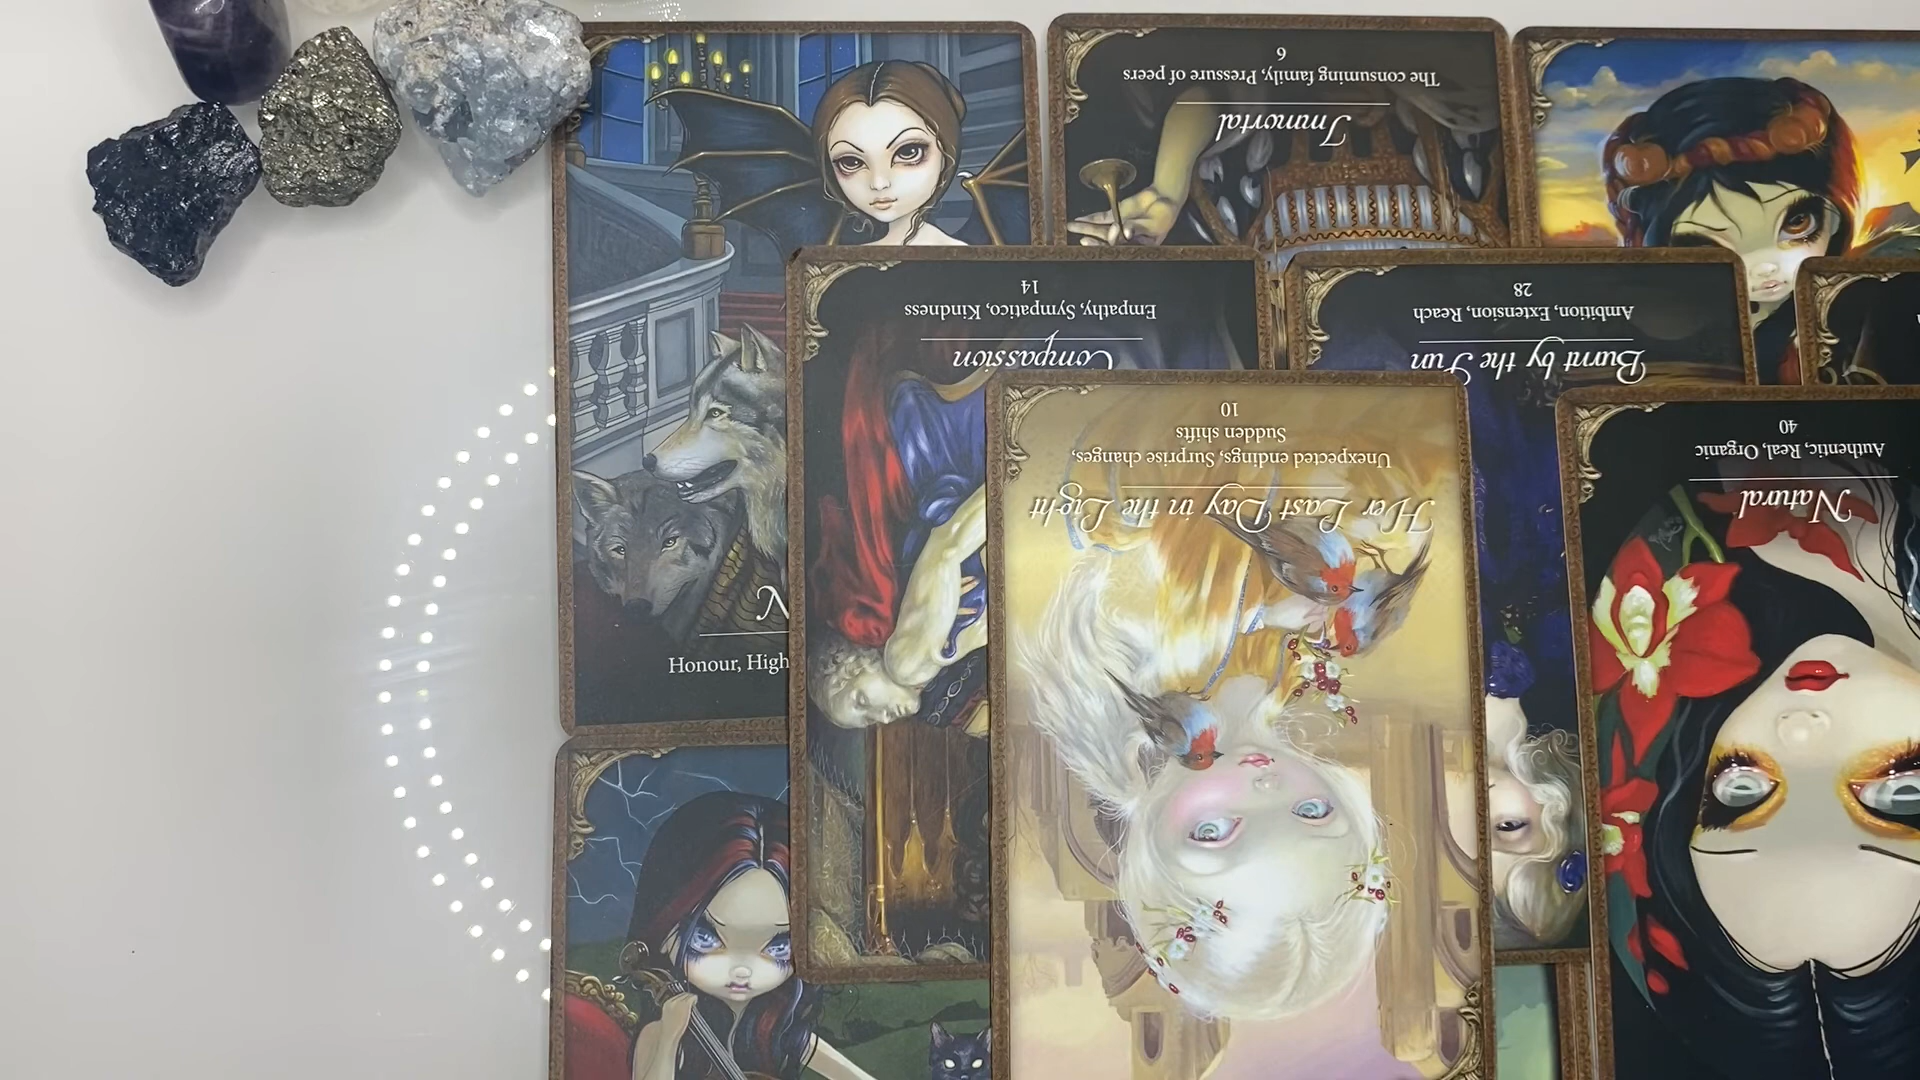 Immortal
The consuming family, Pressure of peers
6
Compassion
Empathy, Sympatico, Kindness
14
Burnt by the Sun
Ambition, Extension, Reach
28
Her Last Day in the Light
Unexpected endings, Surprise changes,
Sudden shifts
10
Natural
Authentic, Real, Organic
40
N
Honour, High